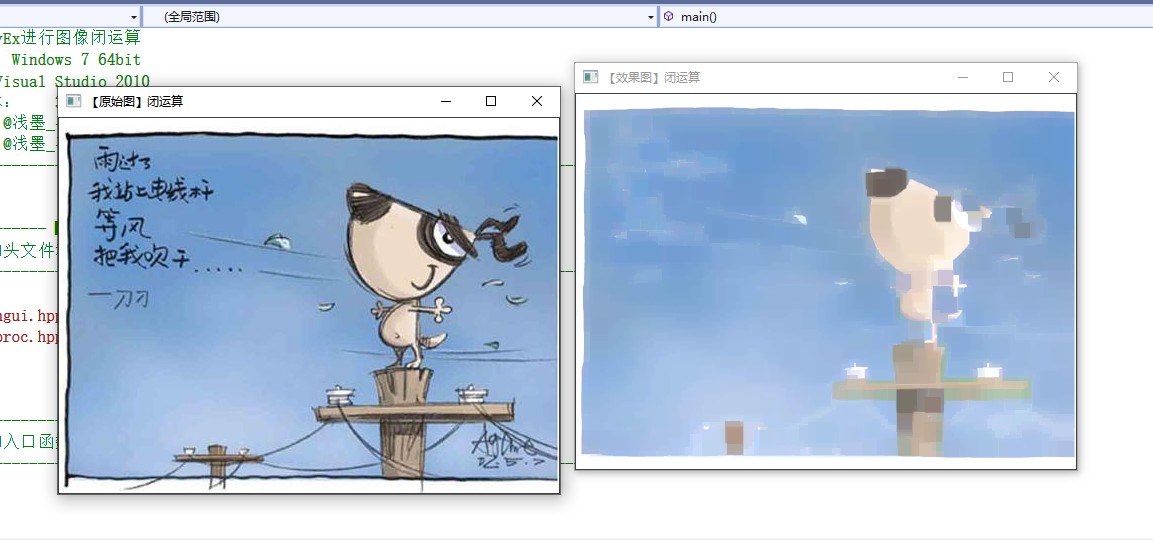 (全局范围)
main()
Ex进行图像闭运算
Windows 7 64bit
Visual Studio 2010
@浅墨_
@浅墨_
头文件
ngui.hpp
proc.hpp
入口函
【原始图】闭运算
雨过了
我站上电线杆
等风
把我吹干.....
一刀刃
【效果图】闭运算